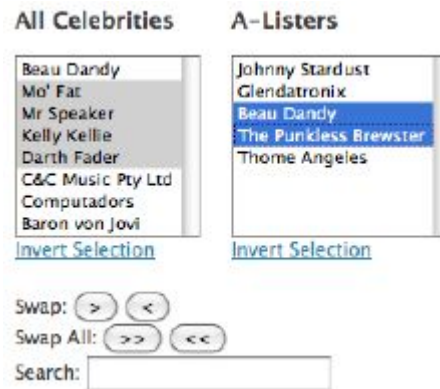 All Celebrities
Beau Dandy
Mo' Fat
Mr Speaker
Kelly Kellie
Darth Fader
C&C Music Pty Ltd
Computadors
Baron von Jovi
Invert Selection
A-Listers
Johnny Stardust
Glendatronix
Beau Dandy
The Punkless Brewster
Thome Angeles
Invert Selection
Swap: > <
Swap All: >> <<
Search: